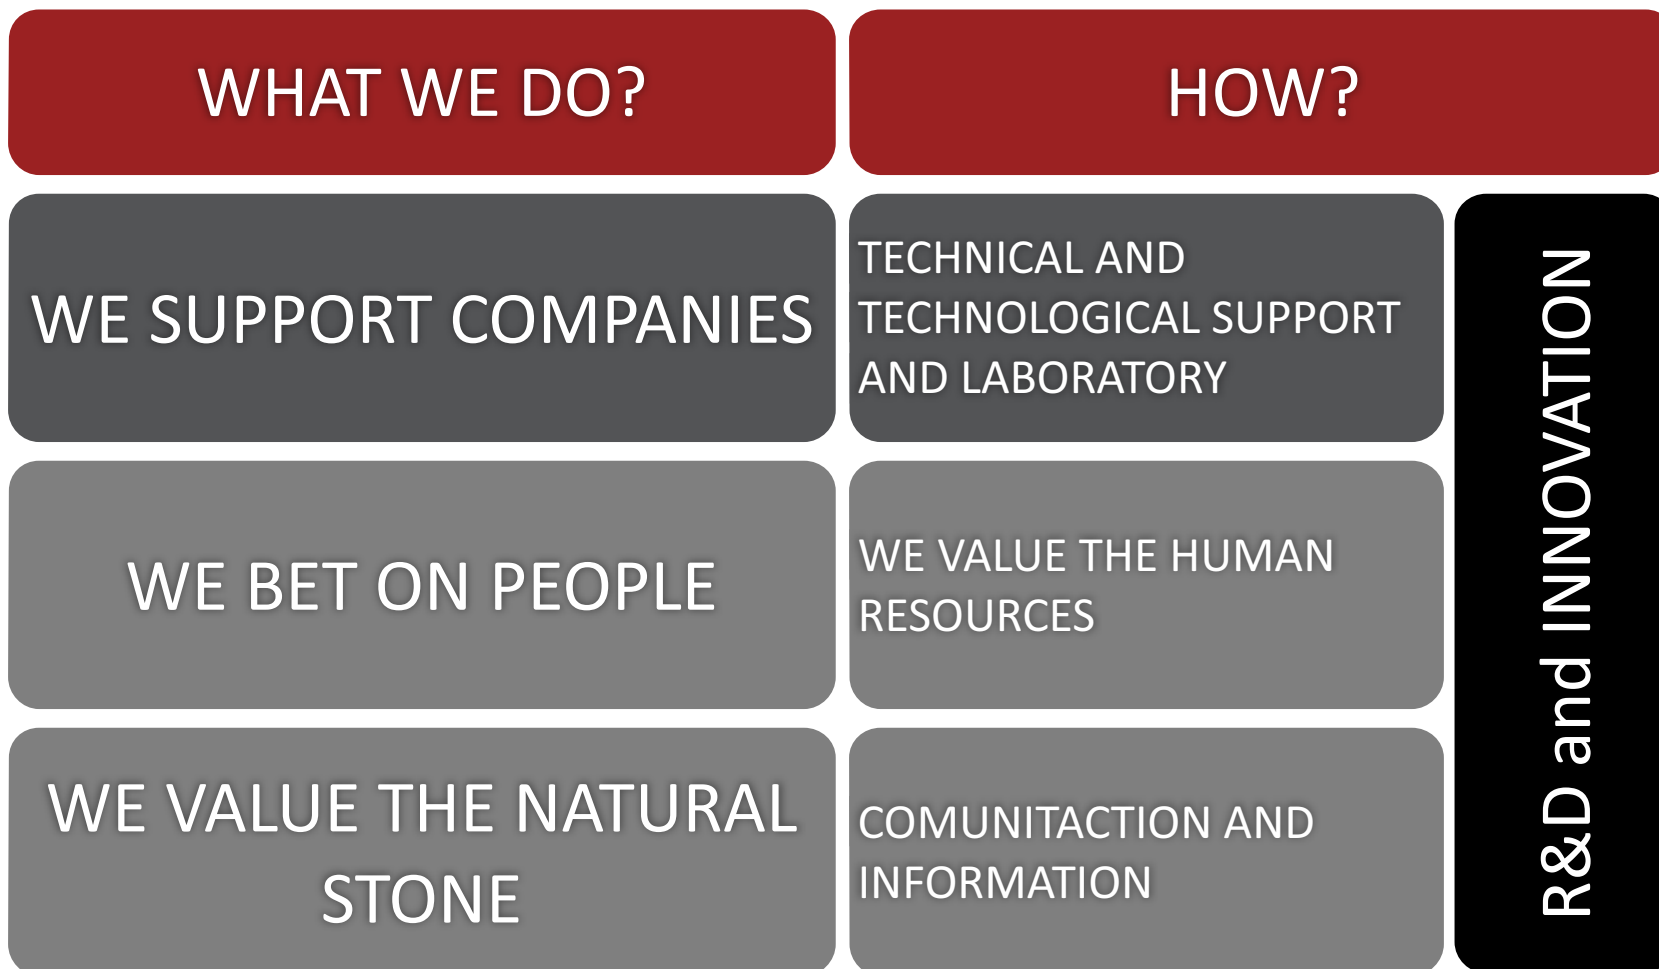 WHAT WE DO?
HOW?
WE SUPPORT COMPANIES
TECHNICAL AND
TECHNOLOGICAL SUPPORT
AND LABORATORY
WE BET ON PEOPLE
WE VALUE THE HUMAN
RESOURCES
WE VALUE THE NATURAL
STONE
COMUNITACTION AND
INFORMATION
R&D and INNOVATION